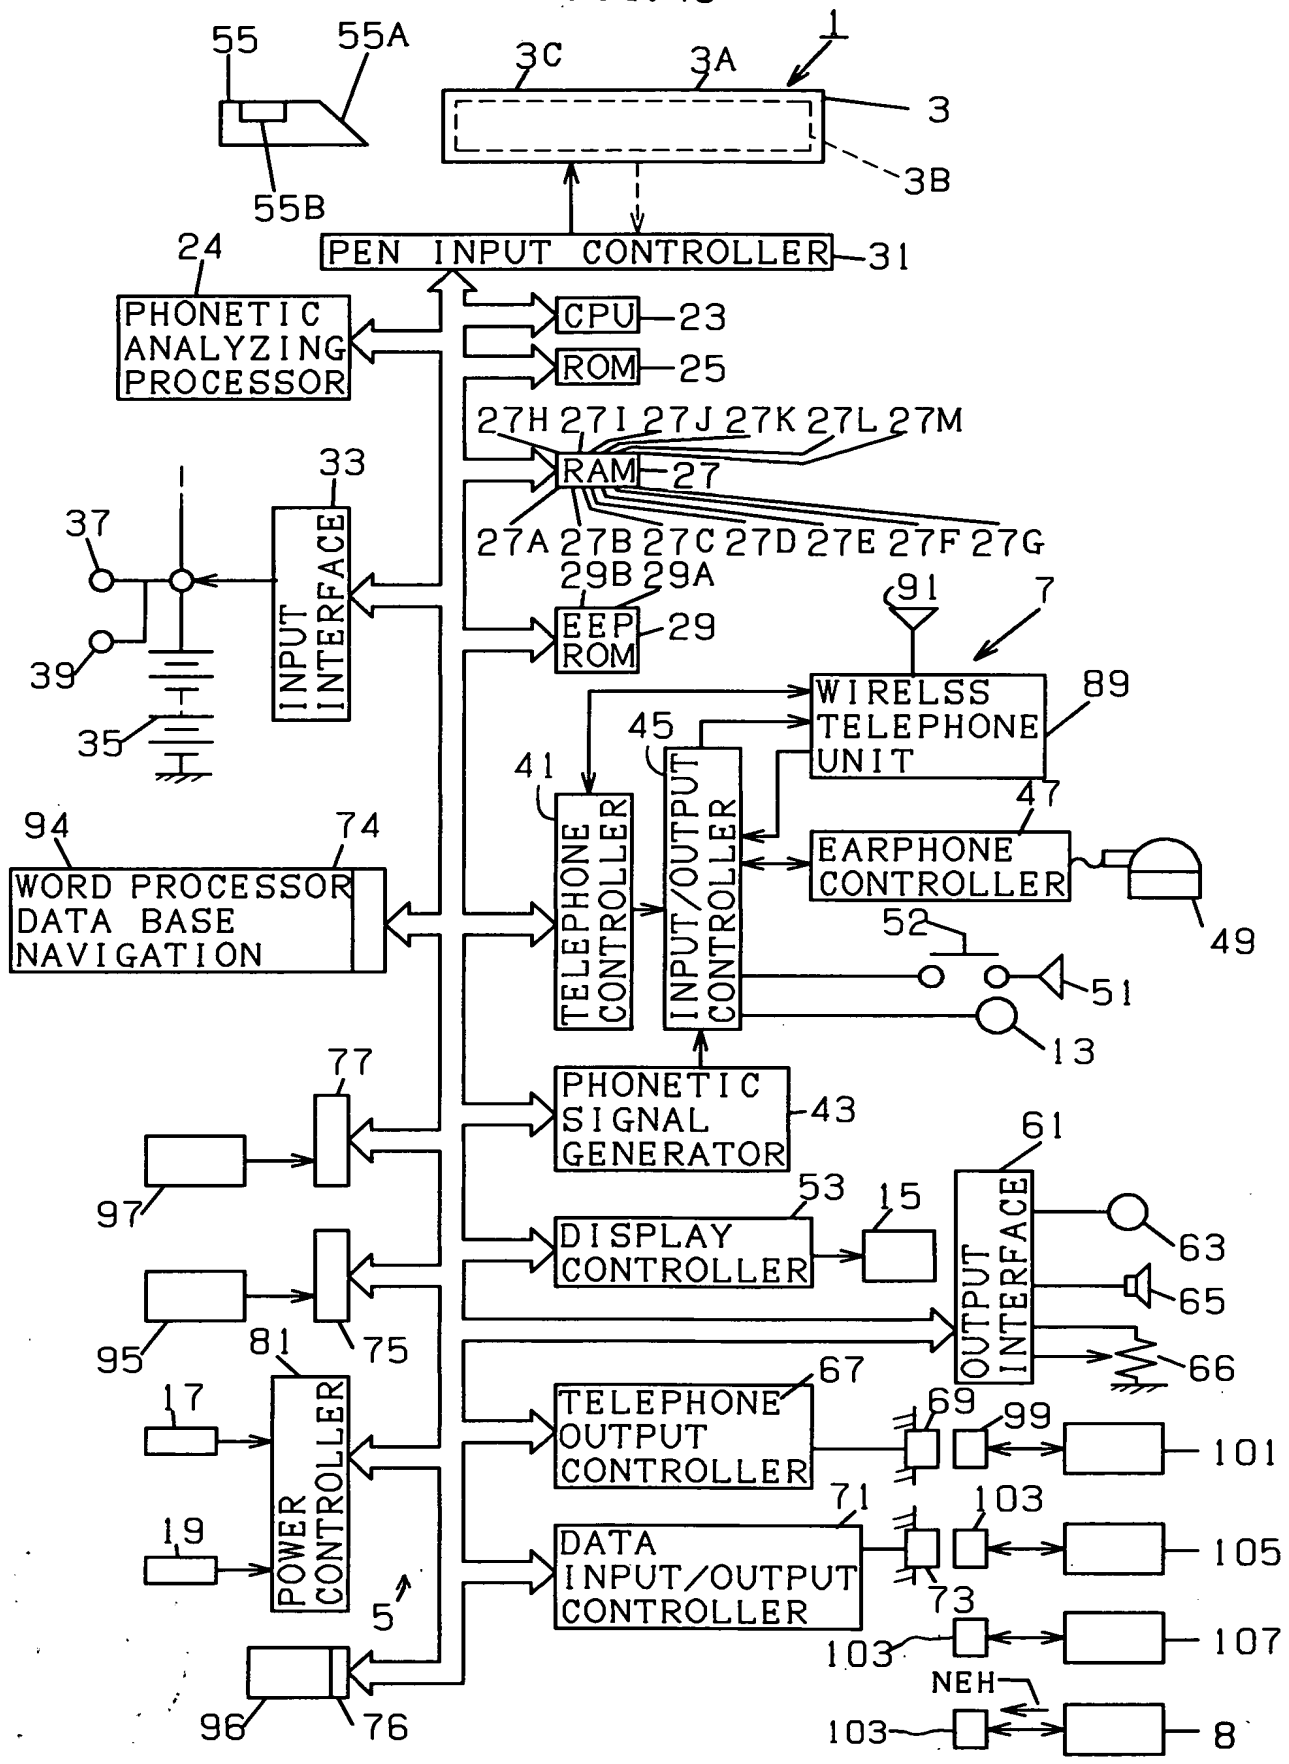 55
55A
3C
3A
1
3
3B
55B
24
PEN INPUT CONTROLLER
31
PHONETIC
ANALYZING
PROCESSOR
CPU
23
ROM
25
27H 27I 27J 27K 27L 27M
RAM
27
27A 27B 27C 27D 27E 27F 27G
33
37
39
35
INPUT
INTERFACE
29B 29A
EEP
ROM
29
91
7
WIRELSS
TELEPHONE
UNIT
89
45
41
TELEPHONE
CONTROLLER
INPUT/OUTPUT
CONTROLLER
47
EARPHONE
CONTROLLER
49
94
74
WORD PROCESSOR
DATA BASE
NAVIGATION
52
51
13
77
97
PHONETIC
SIGNAL
GENERATOR
43
61
53
15
DISPLAY
CONTROLLER
OUTPUT
INTERFACE
63
65
66
95
75
81
17
19
POWER
CONTROLLER
67
TELEPHONE
OUTPUT
CONTROLLER
69
99
101
71
DATA
INPUT/OUTPUT
CONTROLLER
103
105
73
5
103
107
NEH
96
76
103
8